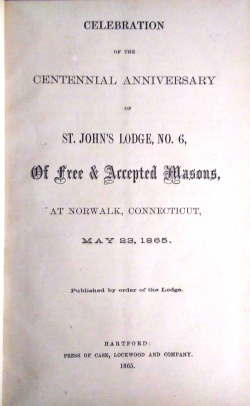 CELEBRATION
OF THE
CENTENNIAL ANNIVERSARY
OF
ST. JOHN'S LODGE, NO. 6,
Of Free & Accepted Masons,
AT NORWALK, CONNECTICUT,
MAY 23, 1865.
Published by order of the Lodge.
HARTFORD:
PRESS OF CASE, LOCKWOOD AND COMPANY.
1865.